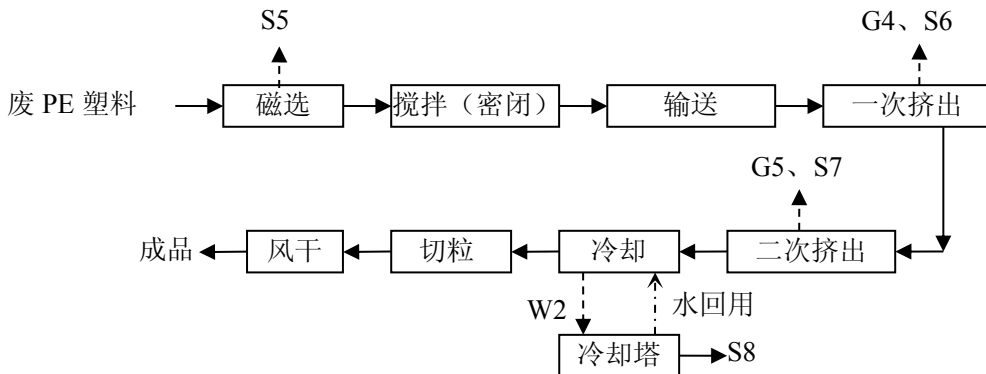 S5
G4、S6
废 PE 塑料
磁选
搅拌（密闭）
输送
一次挤出
G5、S7
成品
风干
切粒
冷却
二次挤出
W2
水回用
冷却塔
S8